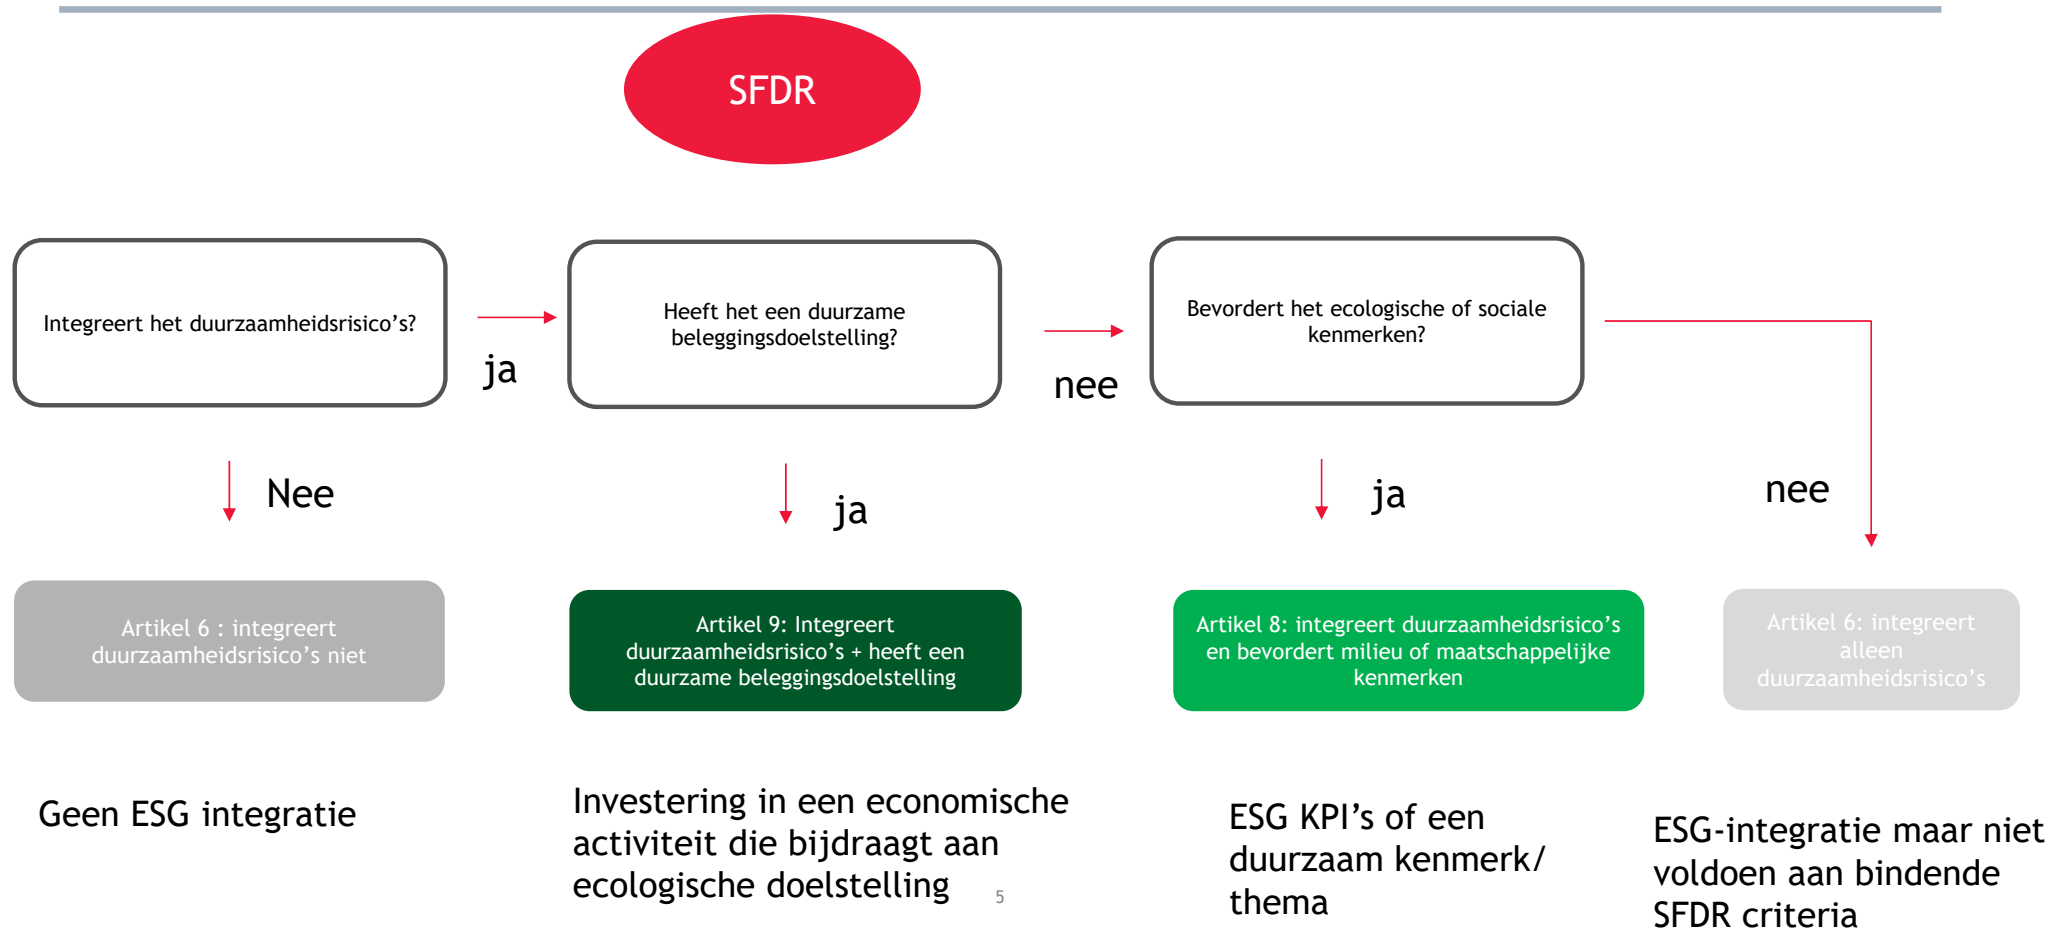 SFDR
Integreert het duurzaamheidsrisico's?
ja
Heeft het een duurzame
beleggingsdoelstelling?
nee
Bevordert het ecologische of sociale
kenmerken?
Nee
ja
ja
nee
Artikel 6 : integreert
duurzaamheidsrisico's niet
Artikel 9: Integreert
duurzaamheidsrisico's + heeft een
duurzame beleggingsdoelstelling
Artikel 8: integreert duurzaamheidsrisico's
en bevordert milieu of maatschappelijke
kenmerken
Artikel 6: integreert
alleen
duurzaamheidsrisico's
Geen ESG integratie
Investering in een economische
activiteit die bijdraagt aan
ecologische doelstelling
5
ESG KPI's of een
duurzaam kenmerk/
thema
ESG-integratie maar niet
voldoen aan bindende
SFDR criteria